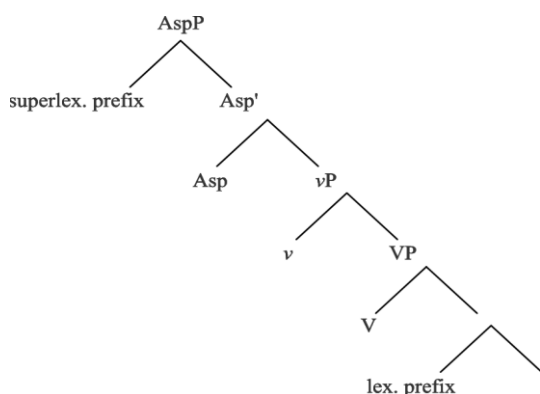 AspP
superlex. prefix Asp'
Asp vP
v VP
V
lex. prefix